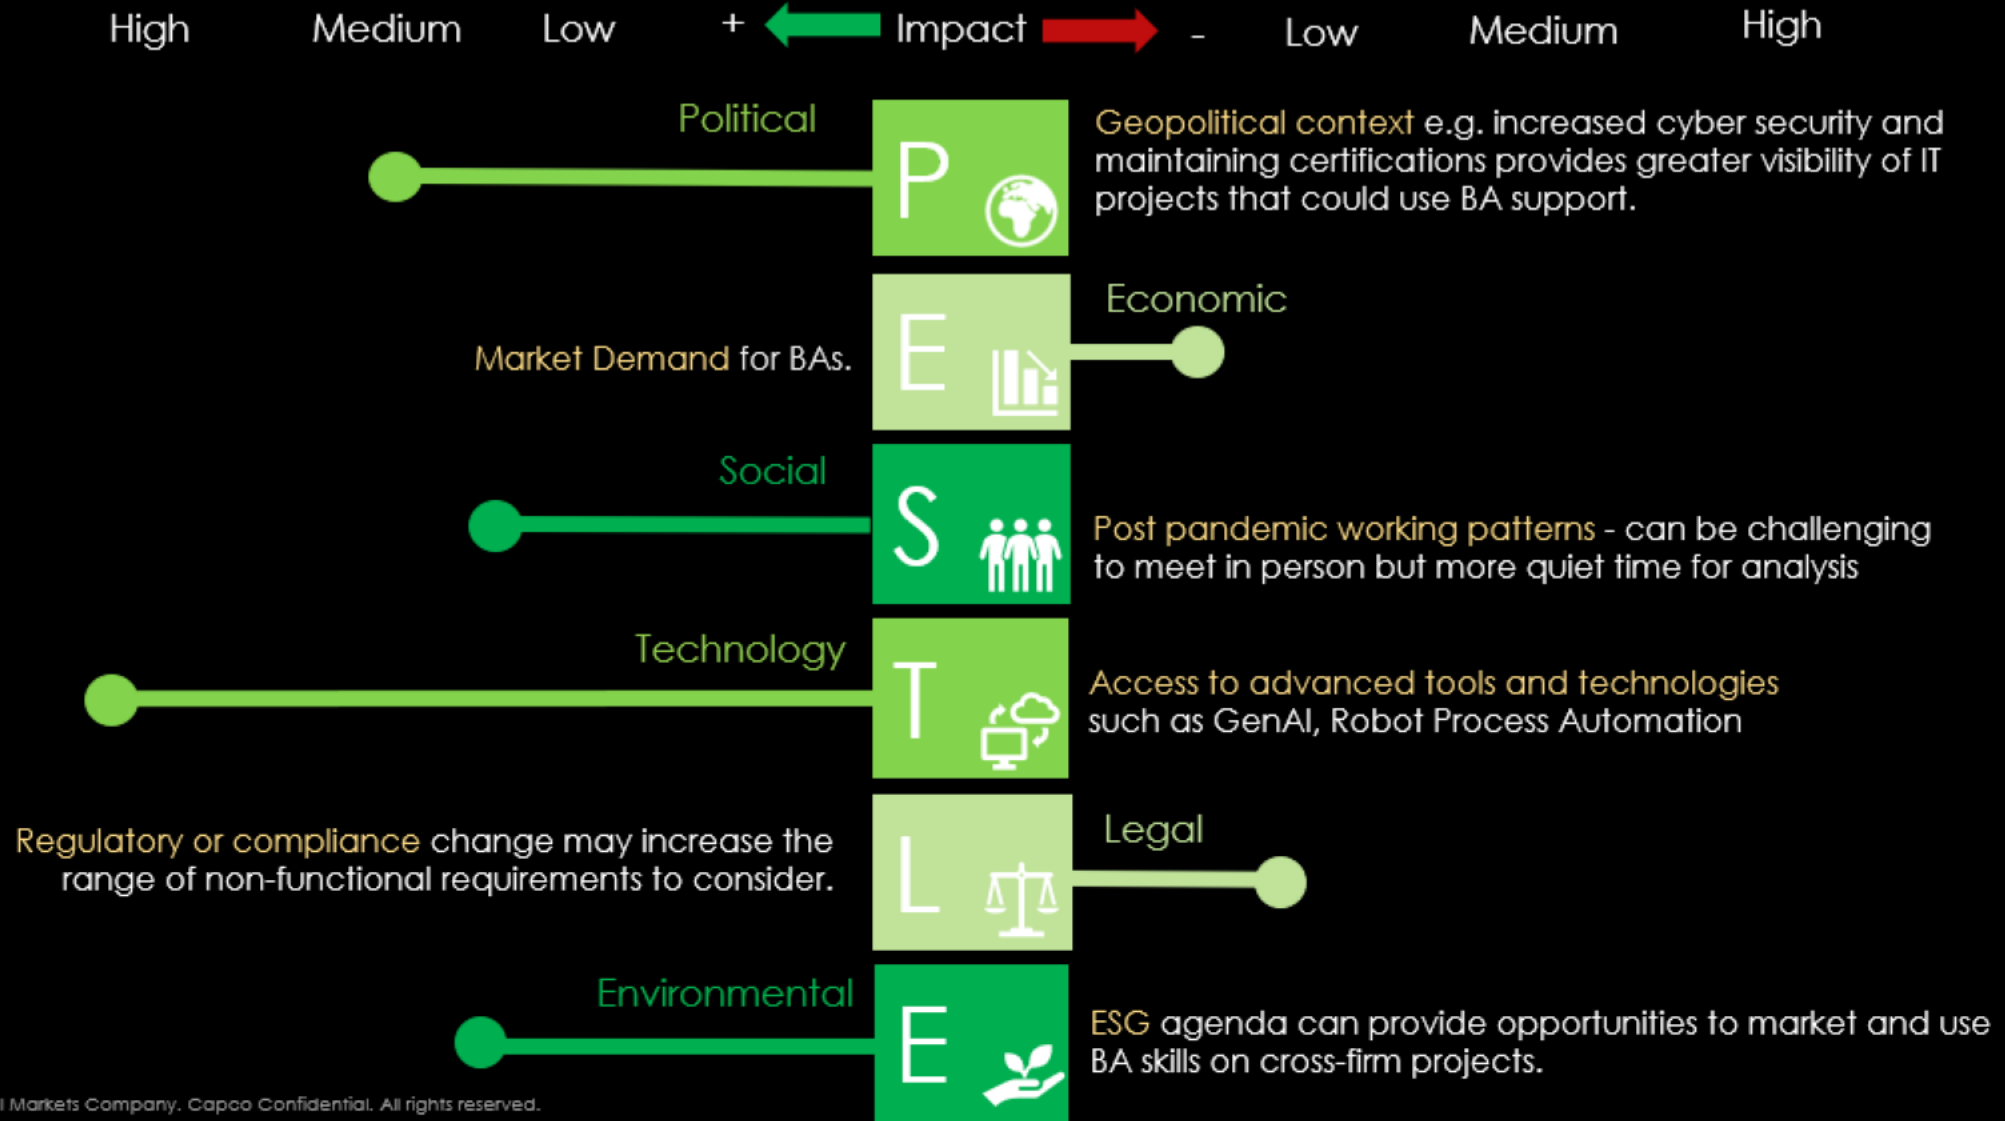 High Medium Low + Impact - Low Medium High
Political
P
Geopolitical context e.g. increased cyber security and
maintaining certifications provides greater visibility of IT
projects that could use BA support.
Economic
Market Demand for BAs.
E
Social
S
Post pandemic working patterns - can be challenging
to meet in person but more quiet time for analysis
Technology
T
Access to advanced tools and technologies
such as GenAI, Robot Process Automation
Legal
Regulatory or compliance change may increase the
range of non-functional requirements to consider.
L
Environmental
E
ESG agenda can provide opportunities to market and use
BA skills on cross-firm projects.
l Markets Company. Capco Confidential. All rights reserved.